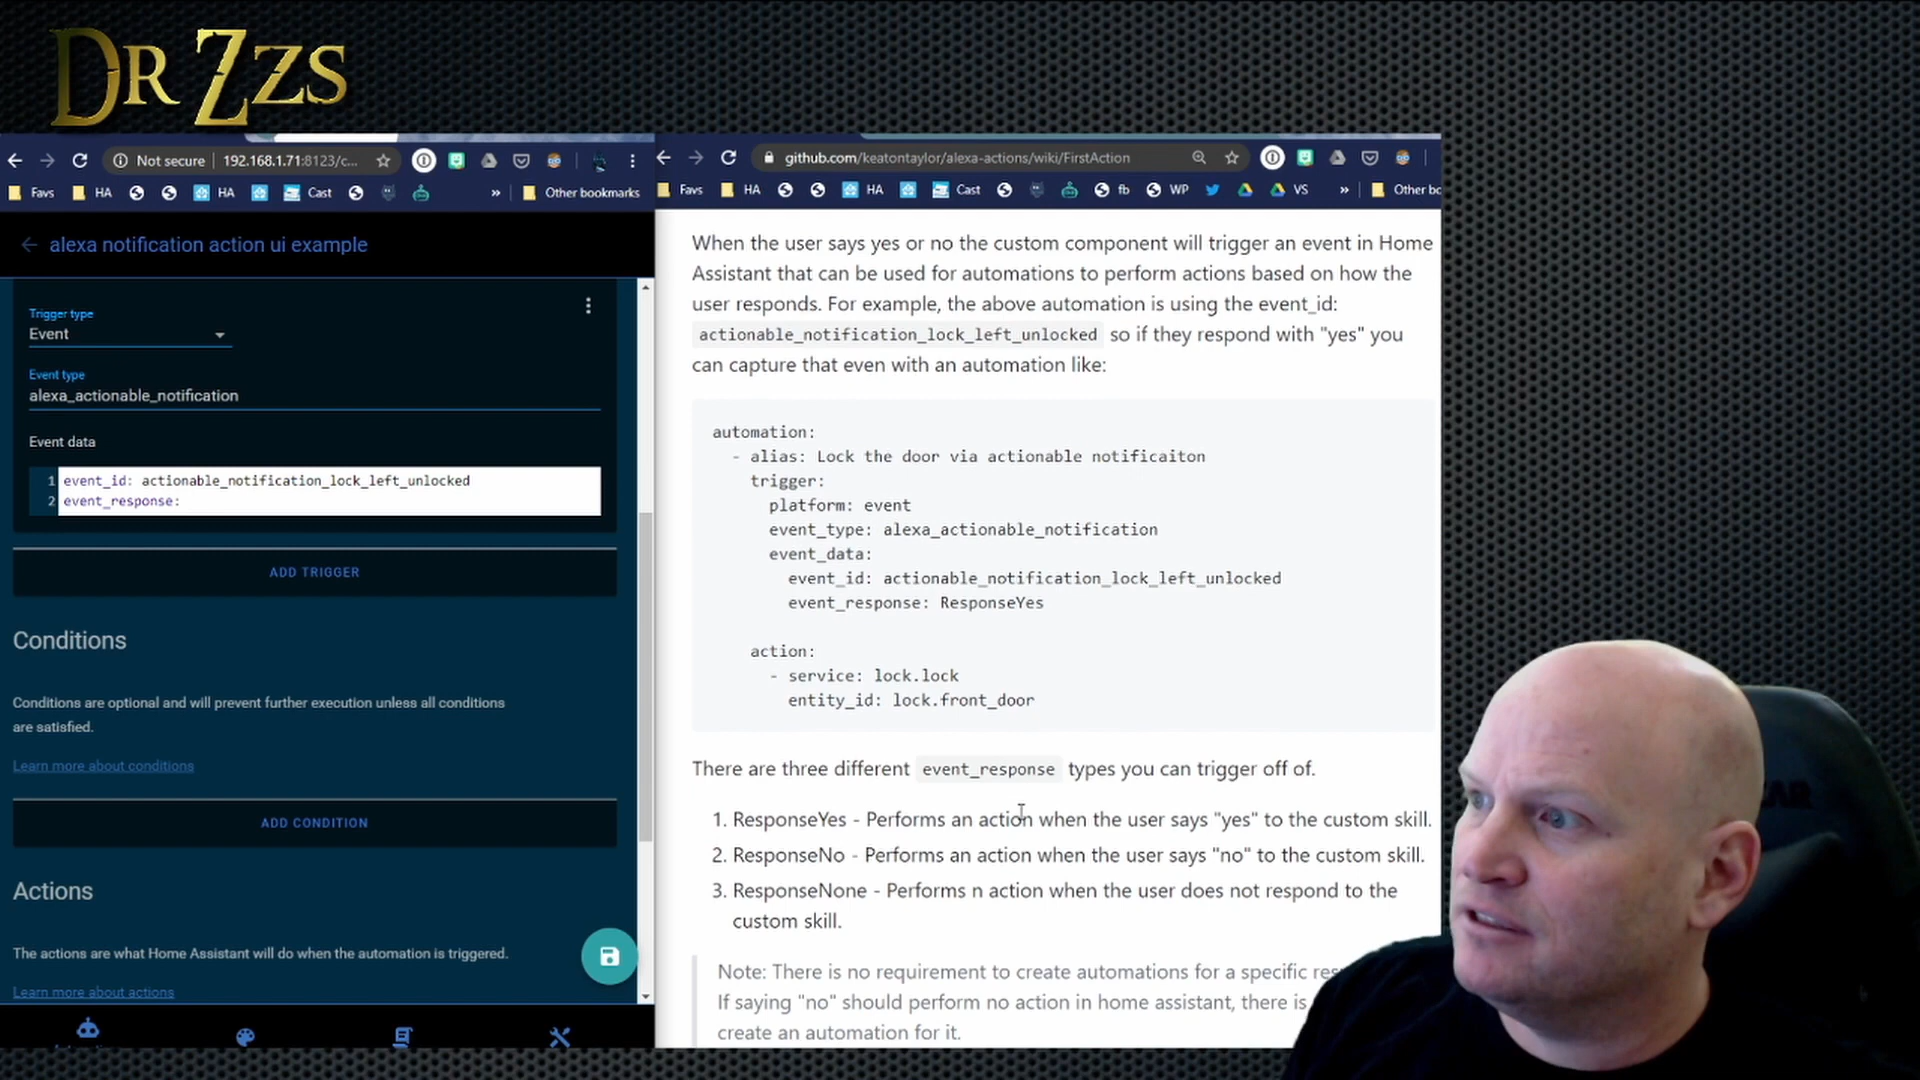 DR ZZS
Not secure 192.168.1.71:8123/c...
Favs HA HA Cast » Other bookmarks
alexa notification action ui example
Trigger type
Event
Event type
alexa_actionable_notification
Event data
1 event_id: actionable_notification_lock_left_unlocked
2 event_response:
ADD TRIGGER
Conditions
Conditions are optional and will prevent further execution unless all conditions
are satisfied.
Learn more about conditions
ADD CONDITION
Actions
The actions are what Home Assistant will do when the automation is triggered.
Learn more about actions
github.com/keatontaylor/alexa-actions/wiki/FirstAction
Favs HA HA Cast fb WP VS » Other bo
When the user says yes or no the custom component will trigger an event in Home
Assistant that can be used for automations to perform actions based on how the
user responds. For example, the above automation is using the event_id:
actionable_notification_lock_left_unlocked so if they respond with "yes" you
can capture that even with an automation like:
automation:
- alias: Lock the door via actionable notificaiton
trigger:
platform: event
event_type: alexa_actionable_notification
event_data:
event_id: actionable_notification_lock_left_unlocked
event_response: ResponseYes
action:
- service: lock.lock
entity_id: lock.front_door
There are three different event_response types you can trigger off of.
1. ResponseYes - Performs an action when the user says "yes" to the custom skill.
2. ResponseNo - Performs an action when the user says "no" to the custom skill.
3. ResponseNone - Performs n action when the user does not respond to the
custom skill.
Note: There is no requirement to create automations for a specific res
If saying "no" should perform no action in home assistant, there is
create an automation for it.